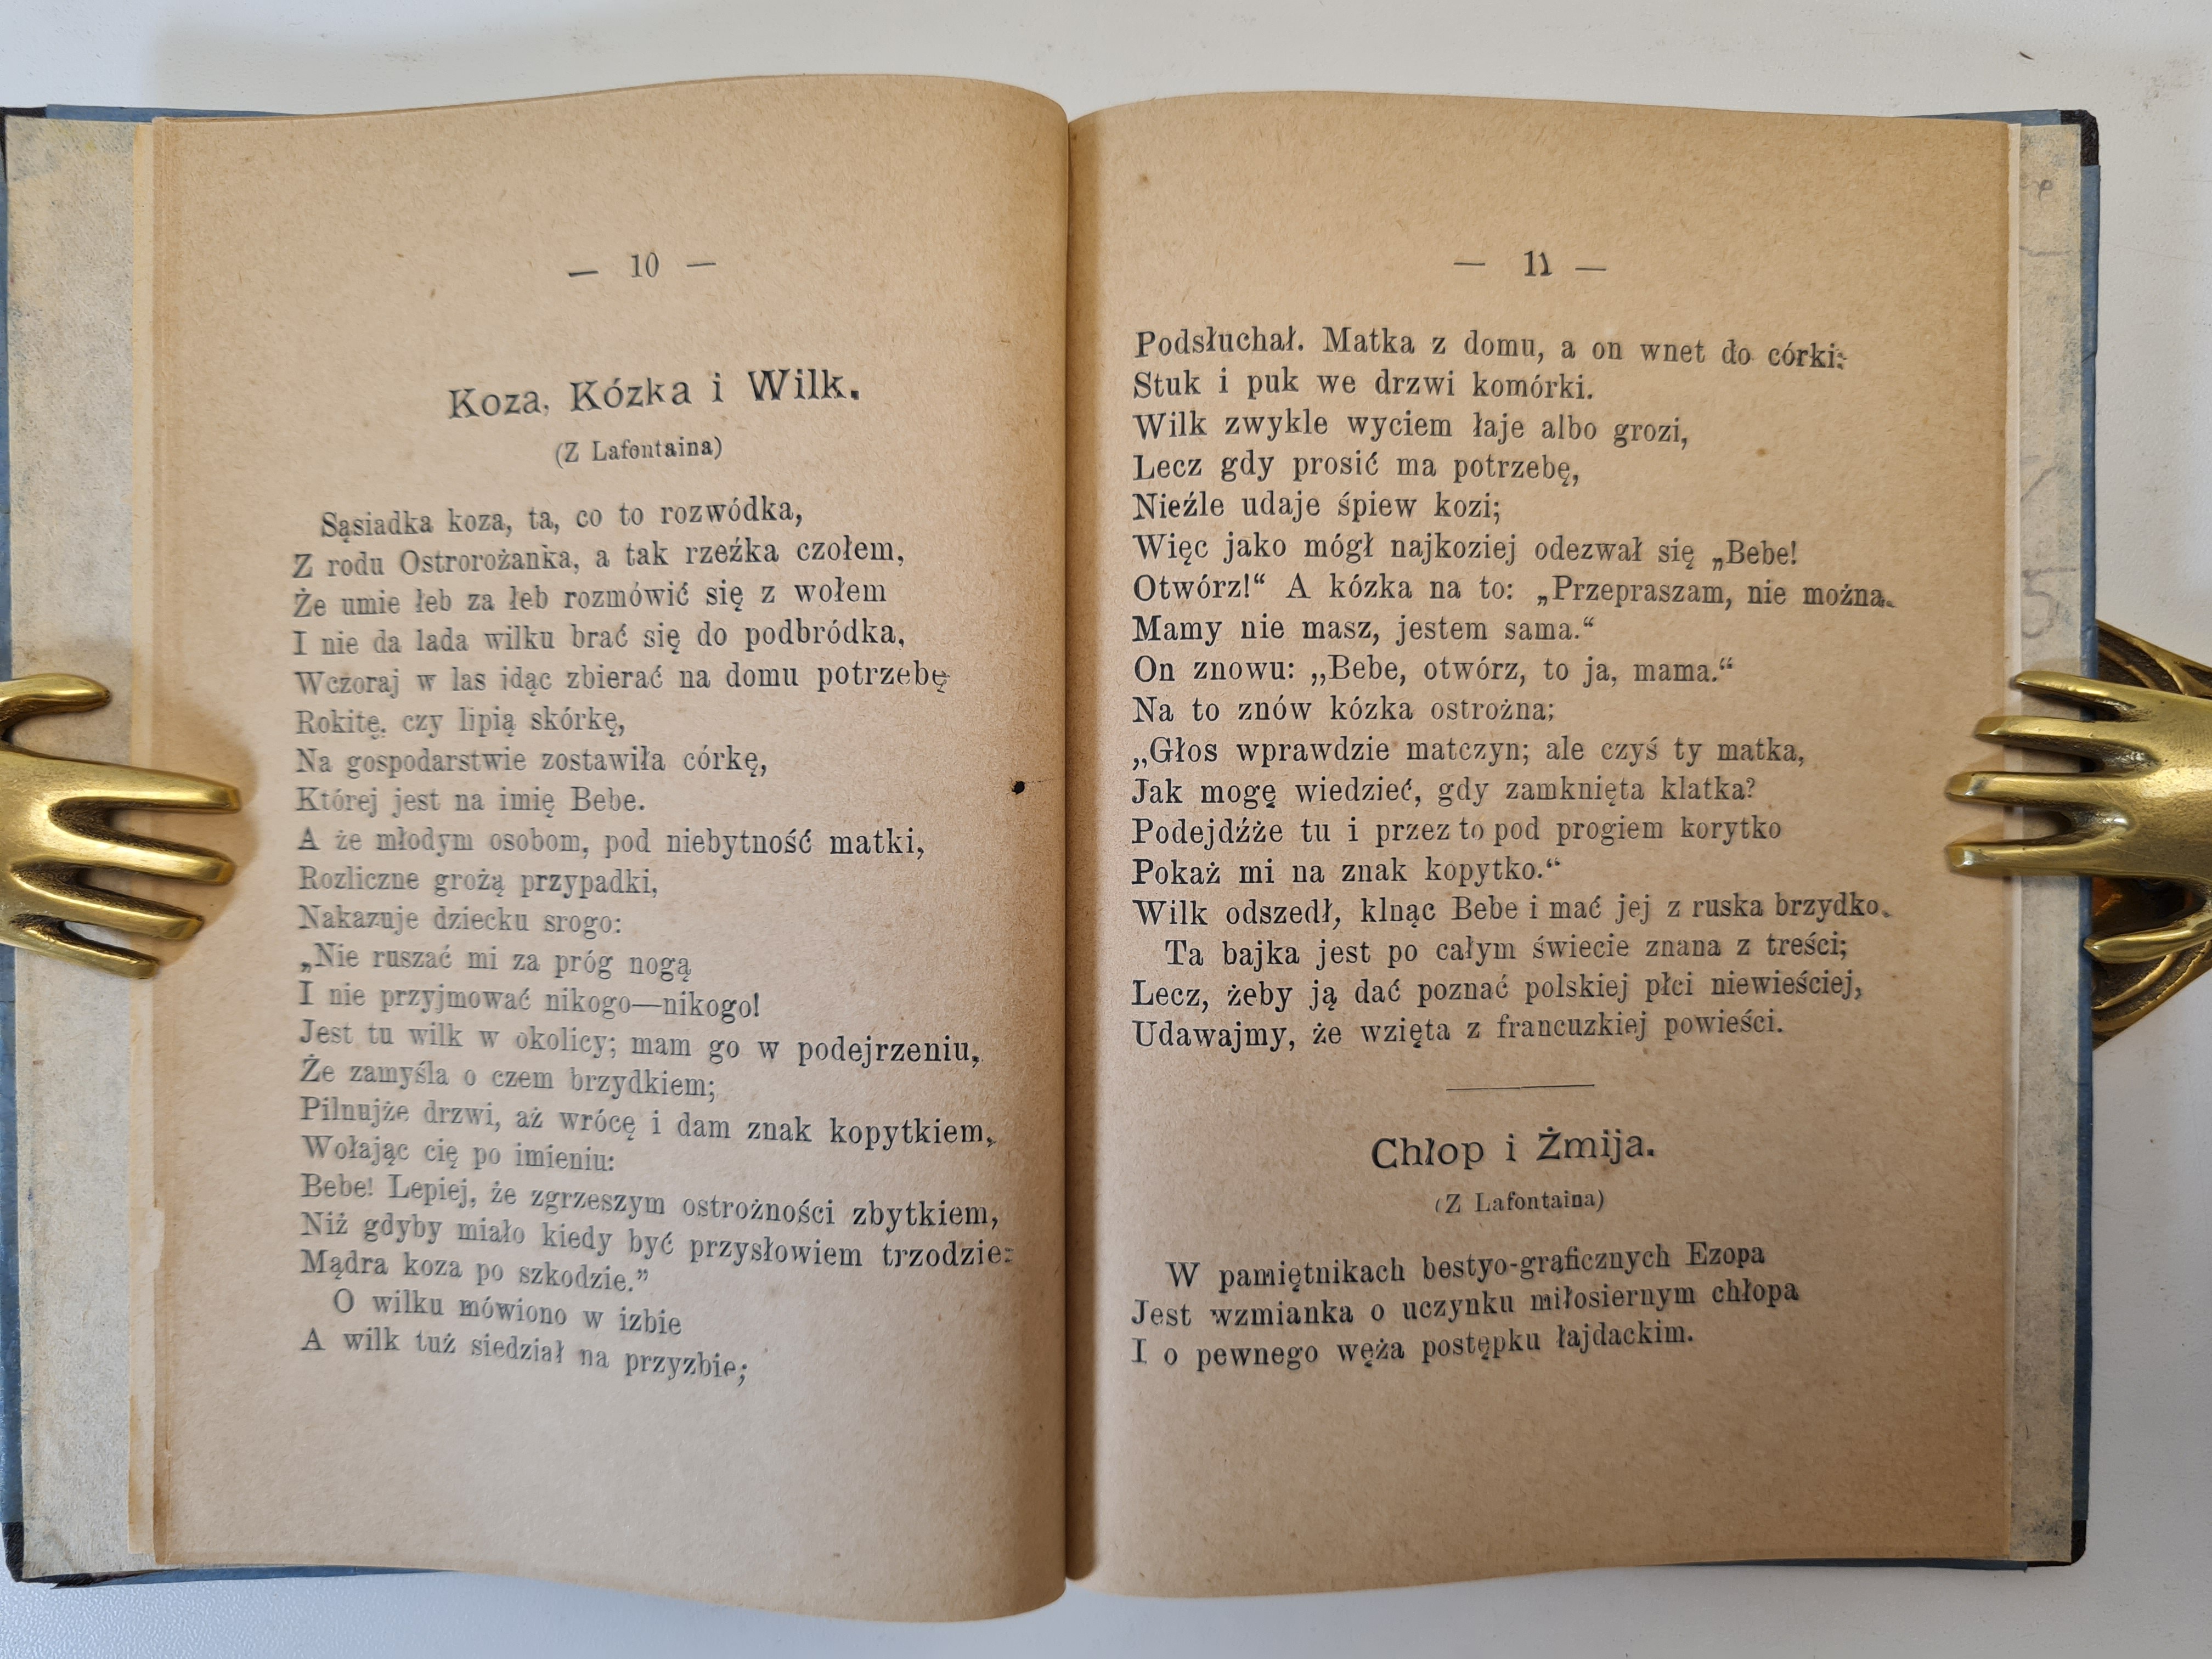 — 10 —
Koza, Kózka i Wilk.
(Z Lafontaina)
Sąsiadka koza, ta, co to rozwódka,
Z rodu Ostrorożanka, a tak rzeźka czołem,
Że umie łeb za łeb rozmówić się z wołem
I nie da lada wilku brać się do podbródka,
Wczoraj w las idąc zbierać na domu potrzebę
Rokitę, czy lipią skórkę,
Na gospodarstwie zostawiła córkę,
Której jest na imię Bebe.
A że młodym osobom, pod niebytność matki,
Rozliczne grożą przypadki,
Nakazuje dziecku srogo:
„Nie ruszać mi za próg nogą
I nie przyjmować nikogo—nikogo!
Jest tu wilk w okolicy; mam go w podejrzeniu,
Że zamyśla o czem brzydkiem;
Pilnujże drzwi, aż wrócę i dam znak kopytkiem,
Wołając cię po imieniu:
Bebe! Lepiej, że zgrzeszym ostrożności zbytkiem,
Niż gdyby miało kiedy być przysłowiem trzodzie:
Mądra koza po szkodzie.”
O wilku mówiono w izbie
A wilk tuż siedział na przyzbie;
— 11 —
Podsłuchał. Matka z domu, a on wnet do córki:
Stuk i puk we drzwi komórki.
Wilk zwykle wyciem łaje albo grozi,
Lecz gdy prosić ma potrzebę,
Nieźle udaje śpiew kozi;
Więc jako mógł najkoziej odezwał się „Bebe!
Otwórz!“ A kózka na to: „Przepraszam, nie można.
Mamy nie masz, jestem sama.“
On znowu: „Bebe, otwórz, to ja, mama.“
Na to znów kózka ostrożna:
„Głos wprawdzie matczyn; ale czyś ty matka,
Jak mogę wiedzieć, gdy zamknięta klatka?
Podejdźże tu i przez to pod progiem korytko
Pokaż mi na znak kopytko.“
Wilk odszedł, klnąc Bebe i mać jej z ruska brzydko.
Ta bajka jest po całym świecie znana z treści;
Lecz, żeby ją dać poznać polskiej płci niewieściej,
Udawajmy, że wzięta z francuzkiej powieści.
Chłop i Żmija.
(Z Lafontaina)
W pamiętnikach bestyo-graficznych Ezopa
Jest wzmianka o uczynku miłosiernym chłopa
I o pewnego węża postępku łajdackim.